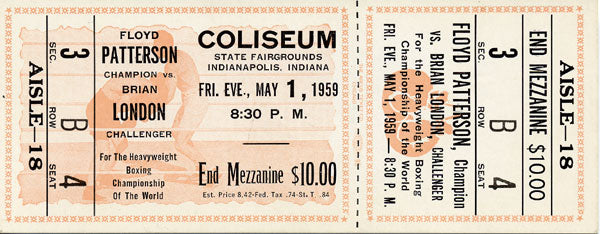 AISLE—18
3 B 4
SEC. ROW SEAT
FLOYD
PATTERSON
CHAMPION vs.
BRIAN
LONDON
CHALLENGER
For The Heavyweight
Boxing
Championship
Of The World
COLISEUM
STATE FAIRGROUNDS
INDIANAPOLIS, INDIANA
FRI. EVE., MAY 1, 1959
8:30 P. M.
End Mezzanine $10.00
Est. Price 8.42-Fed. Tax .74-St. T. .84
FLOYD PATTERSON, Champion
VS. BRIAN LONDON, CHALLENGER
For the Heavyweight Boxing
Championship of the World
FRI. EVE., MAY 1, 1959 — 8:30 P. M.
3 B 4
SEC. ROW SEAT
END MEZZANINE $10.00
AISLE—18